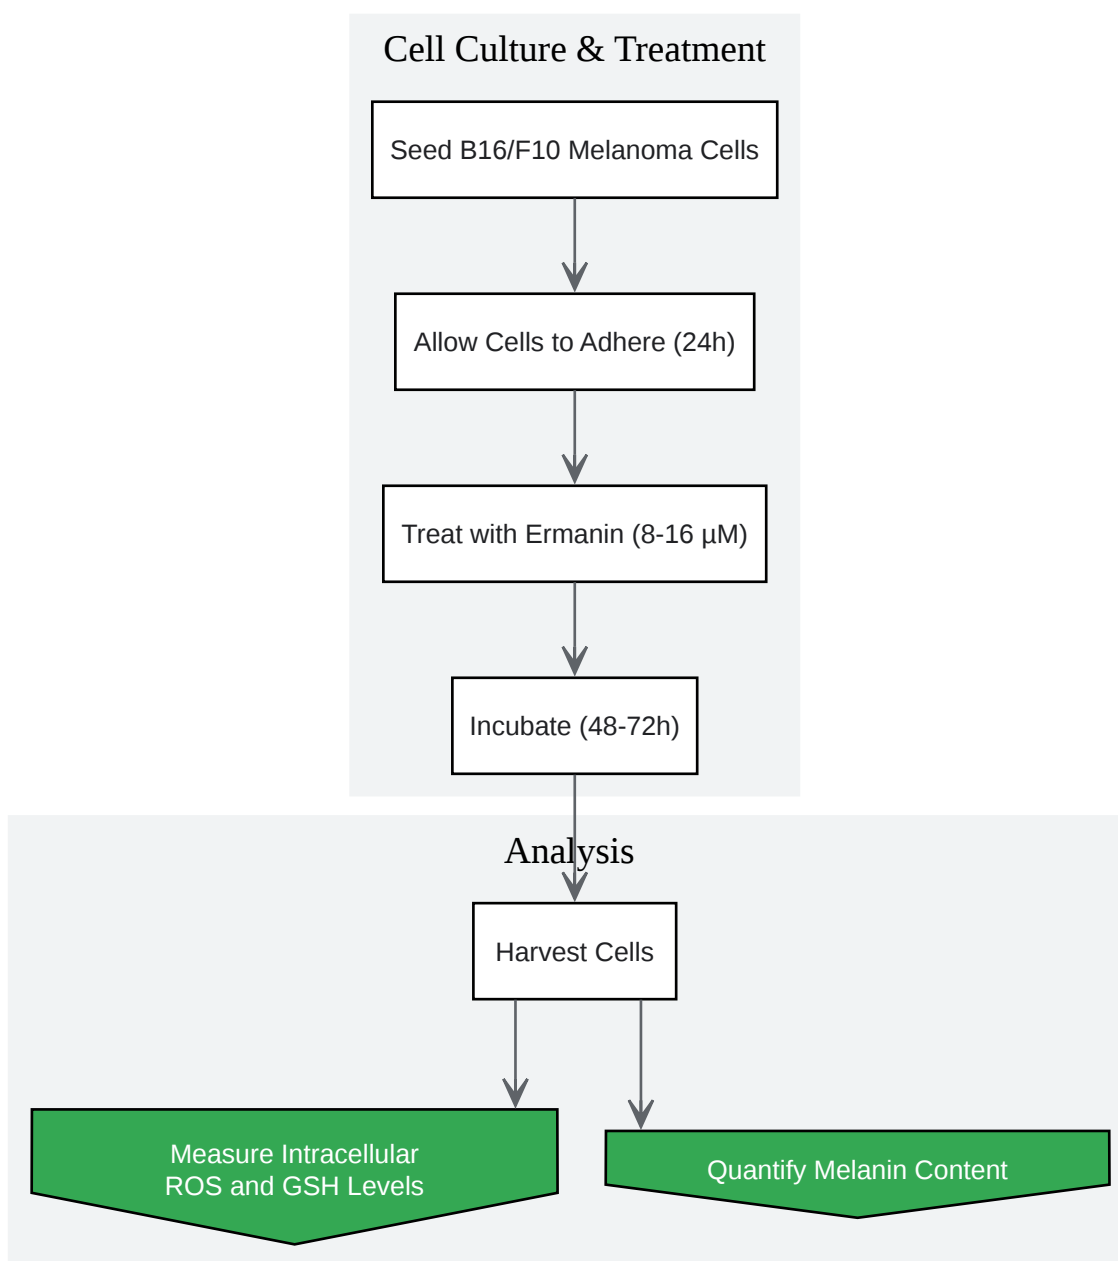 Cell Culture & Treatment
Seed B16/F10 Melanoma Cells
Allow Cells to Adhere (24h)
Treat with Ermanin (8-16 µM)
Incubate (48-72h)
Analysis
Harvest Cells
Measure Intracellular
ROS and GSH Levels
Quantify Melanin Content